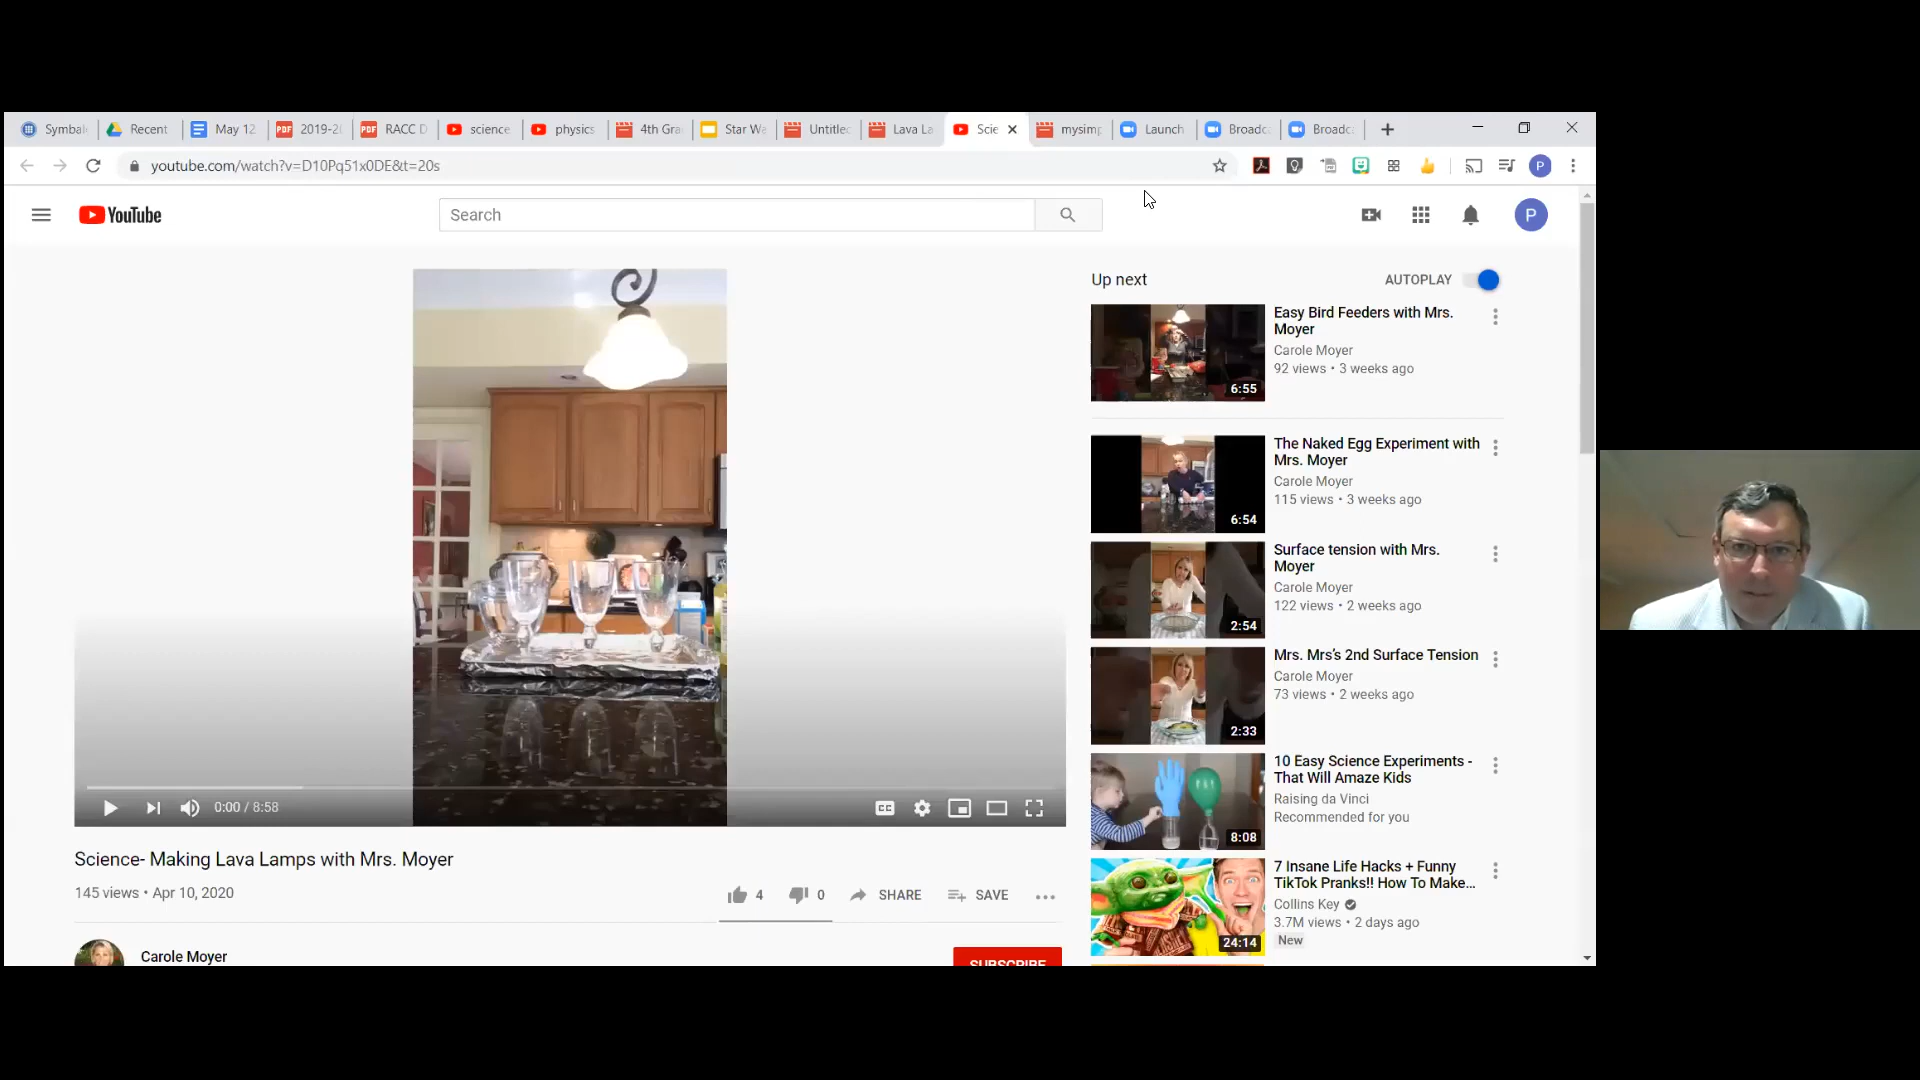 Symbal
Recent
May 12
2019-2
RACC D
science
physics
4th Gra
Star Wa
Untitled
Lava La
Scie
mysimp
Launch
Broadc
Broadc
youtube.com/watch?v=D10Pq51x0DE&t=20s
P
YouTube
Search
P
Up next
AUTOPLAY
Easy Bird Feeders with Mrs.
Moyer
Carole Moyer
92 views • 3 weeks ago
6:55
The Naked Egg Experiment with
Mrs. Moyer
Carole Moyer
115 views • 3 weeks ago
6:54
Surface tension with Mrs.
Moyer
Carole Moyer
122 views • 2 weeks ago
2:54
Mrs. Mrs’s 2nd Surface Tension
Carole Moyer
73 views • 2 weeks ago
2:33
10 Easy Science Experiments -
That Will Amaze Kids
Raising da Vinci
Recommended for you
8:08
7 Insane Life Hacks + Funny
TikTok Pranks!! How To Make...
Collins Key
3.7M views • 2 days ago
New
24:14
0:00 / 8:58
CC
Science- Making Lava Lamps with Mrs. Moyer
145 views • Apr 10, 2020
4
0
SHARE
SAVE
Carole Moyer
SUBSCRIBE